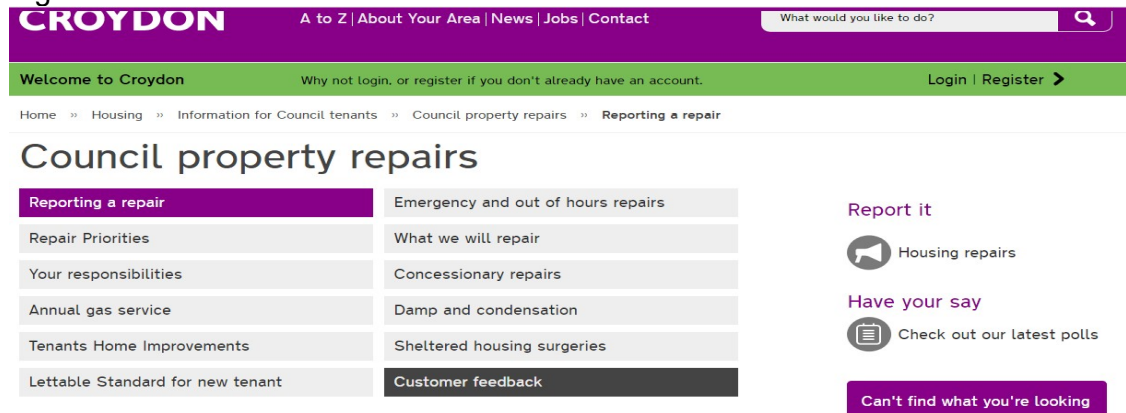 CROYDON
A to Z | About Your Area | News | Jobs | Contact
What would you like to do?
Welcome to Croydon
Why not login, or register if you don't already have an account.
Login | Register >
Home » Housing » Information for Council tenants » Council property repairs » Reporting a repair
Council property repairs
Reporting a repair
Repair Priorities
Your responsibilities
Annual gas service
Tenants Home Improvements
Lettable Standard for new tenant
Emergency and out of hours repairs
What we will repair
Concessionary repairs
Damp and condensation
Sheltered housing surgeries
Customer feedback
Report it
Housing repairs
Have your say
Check out our latest polls
Can't find what you're looking